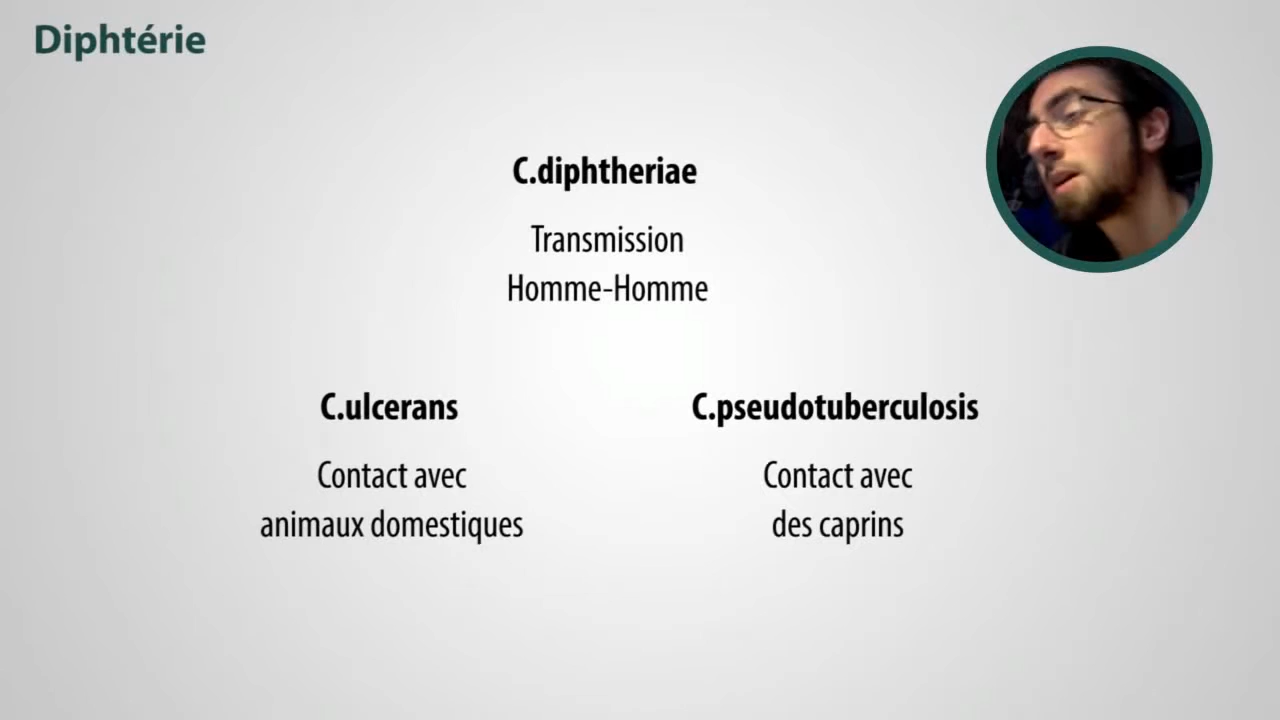 Diphtérie
C.diphtheriae
Transmission
Homme-Homme
C.ulcerans
Contact avec
animaux domestiques
C.pseudotuberculosis
Contact avec
des caprins